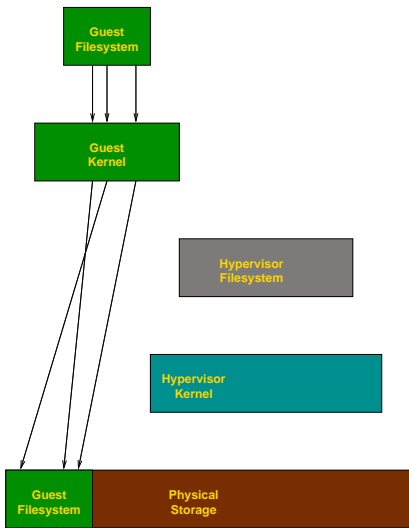 Guest
Filesystem
Guest
Kernel
Hypervisor
Filesystem
Hypervisor
Kernel
Guest
Filesystem
Physical
Storage